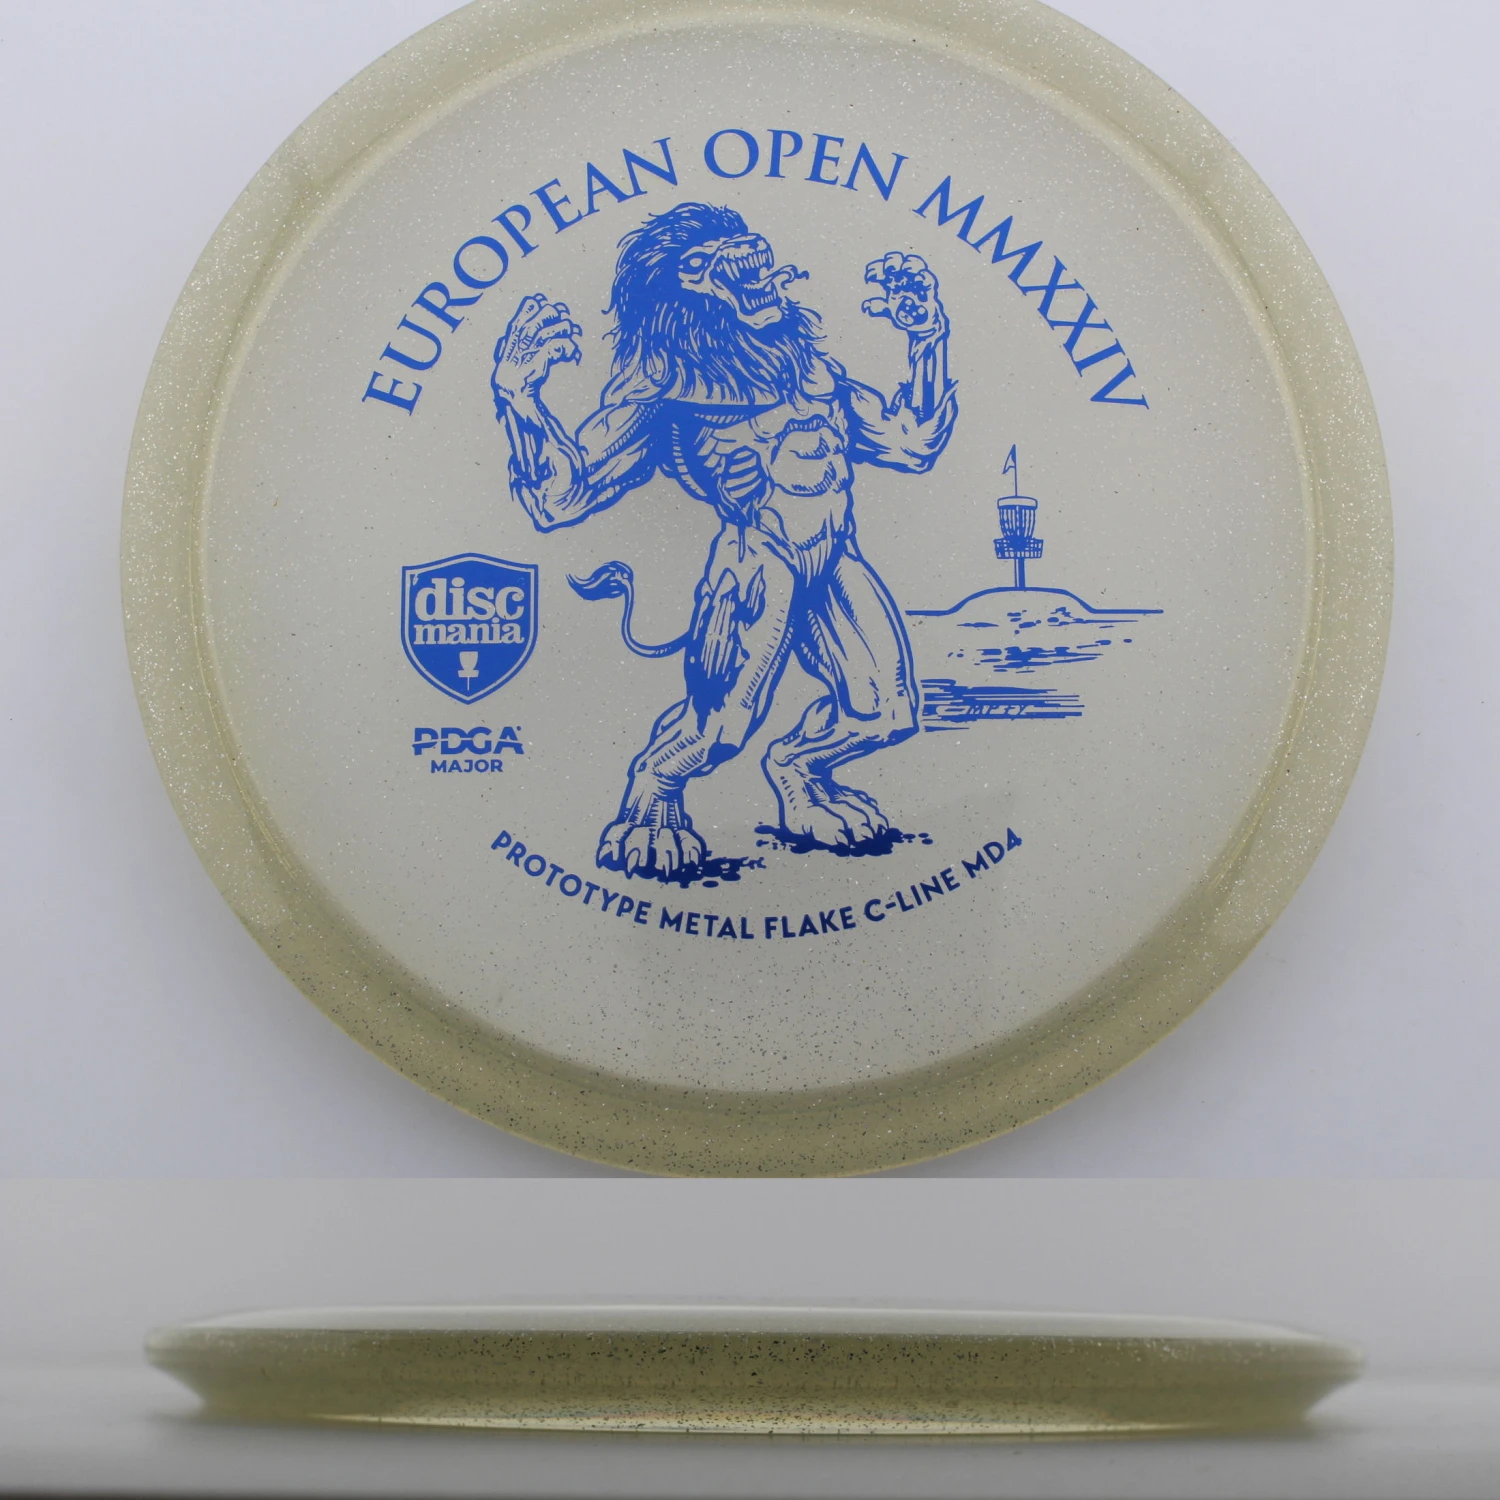 EUROPEAN OPEN MMXXIV
disc
mania
PDGA
MAJOR
PROTOTYPE METAL FLAKE C-LINE MD4